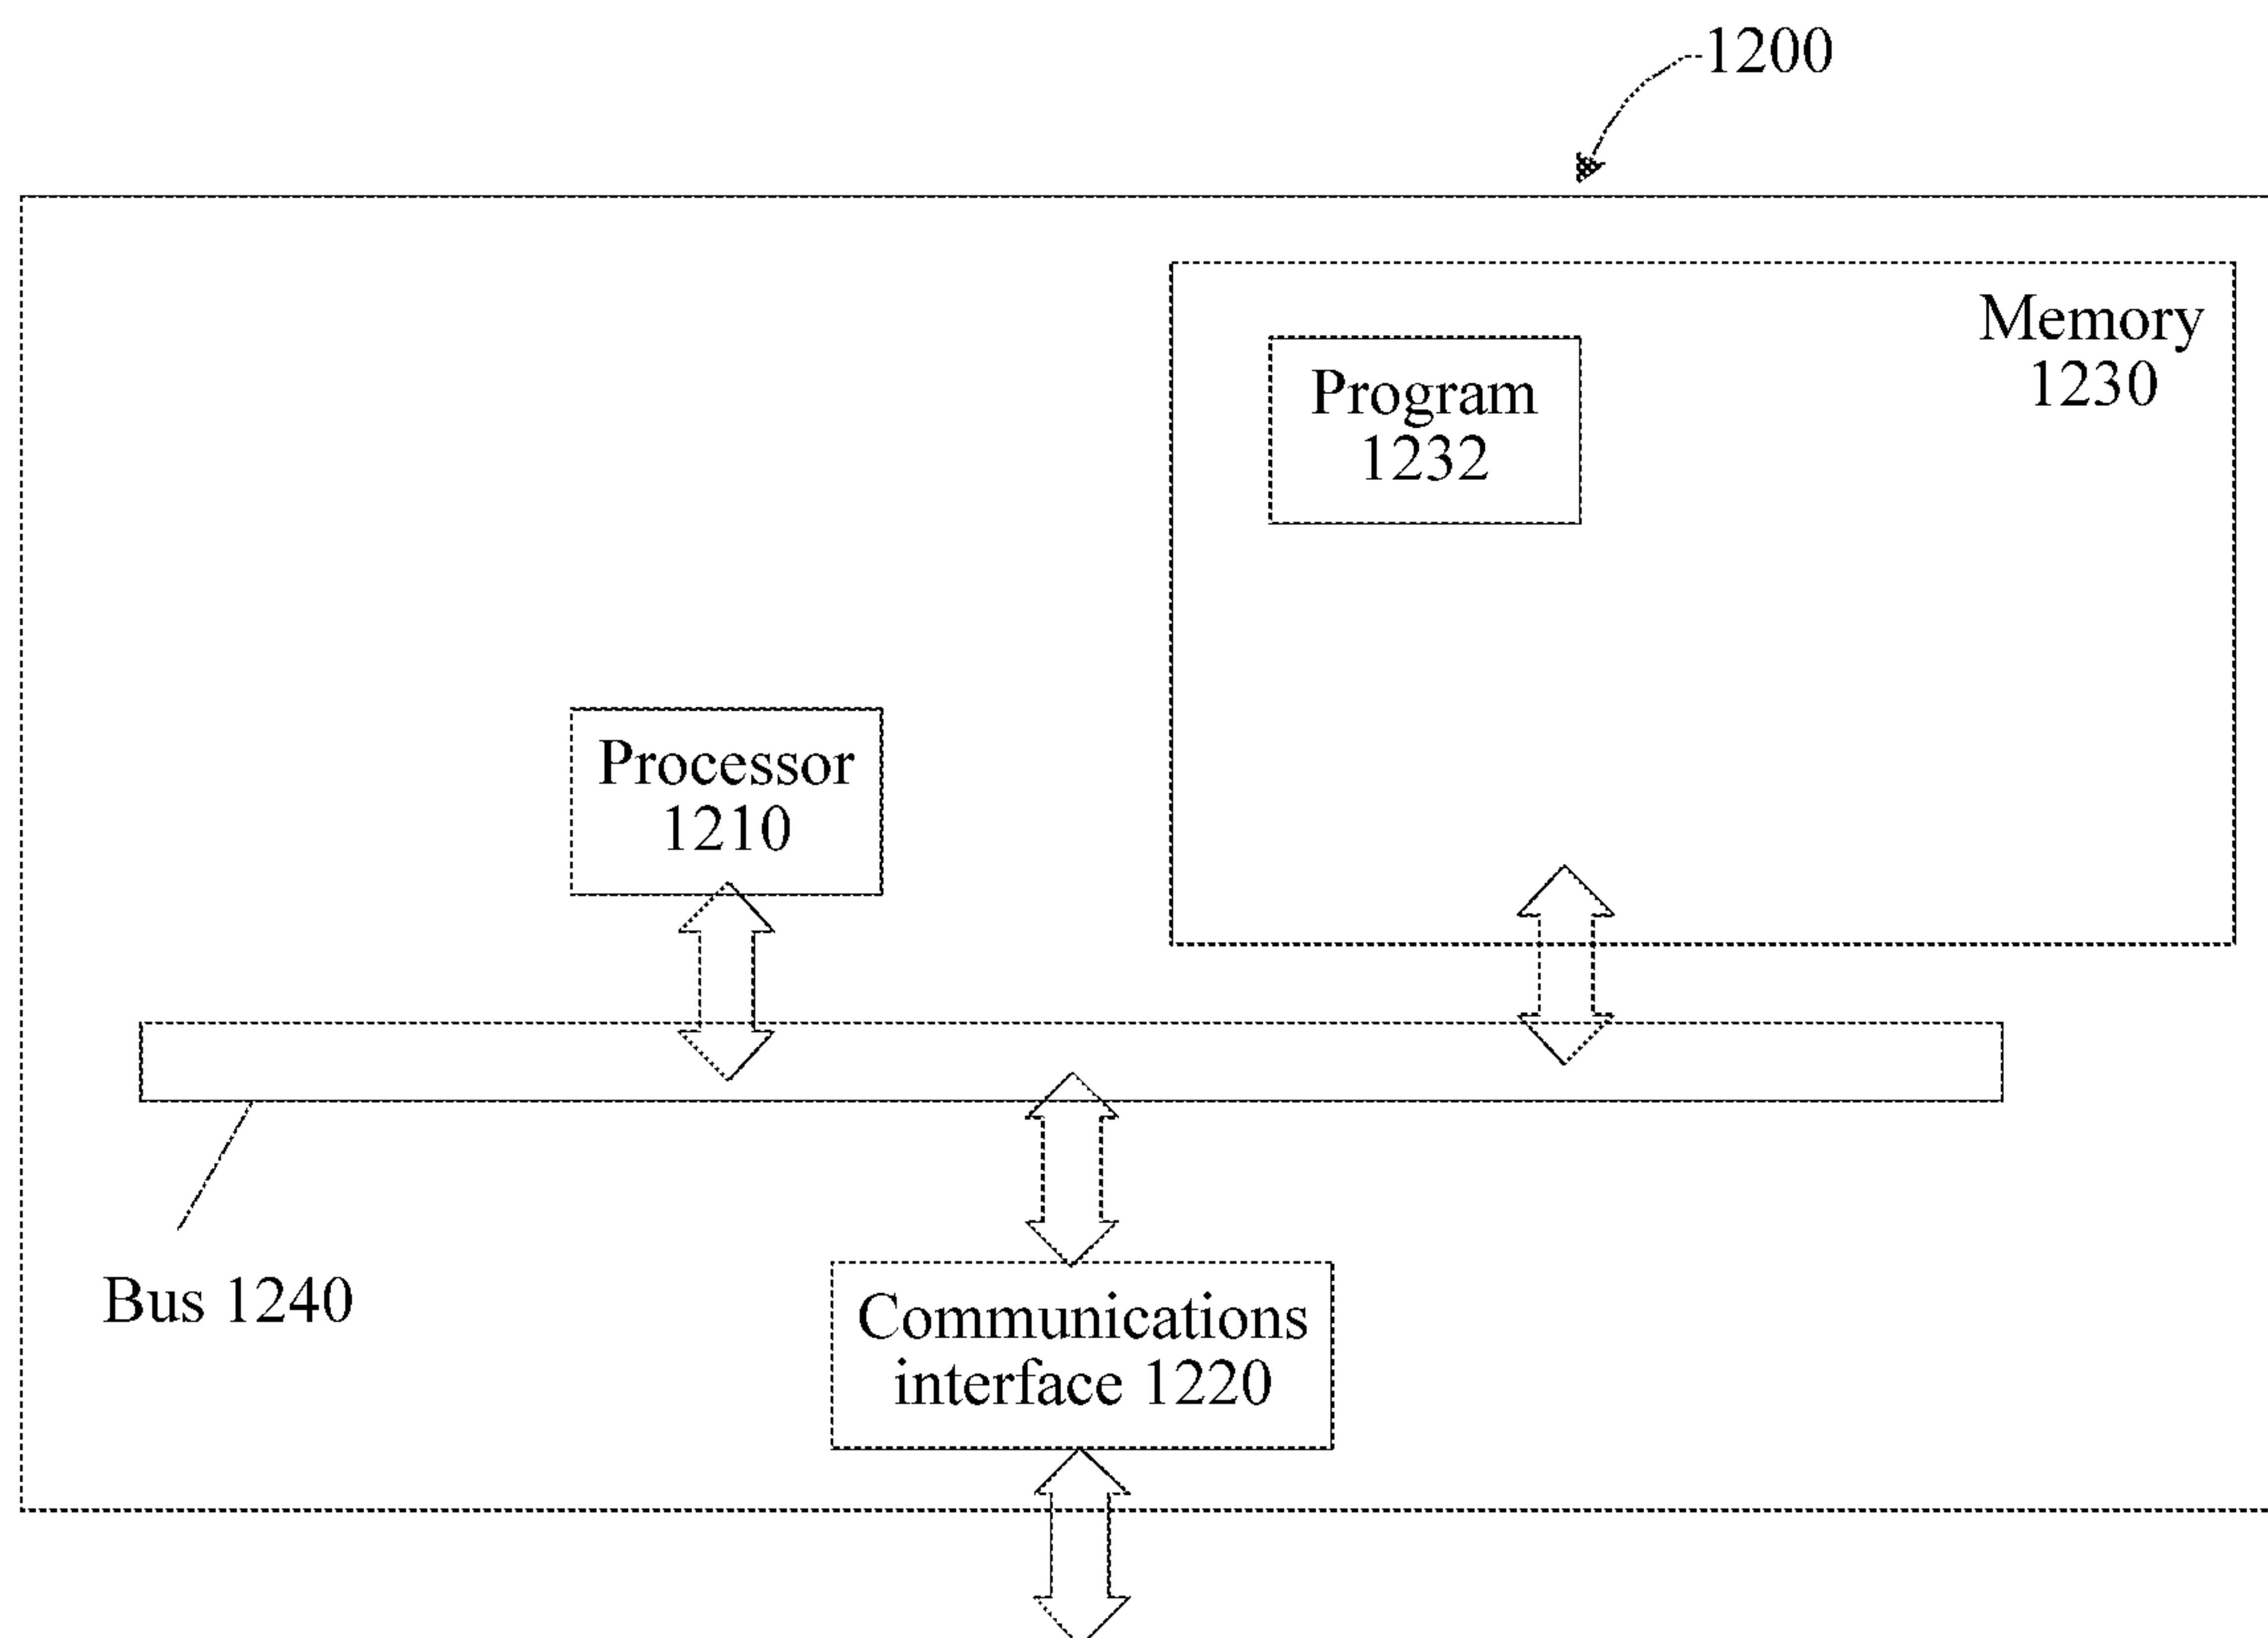 1200
Memory
1230
Program
1232
Processor
1210
Bus 1240
Communications
interface 1220